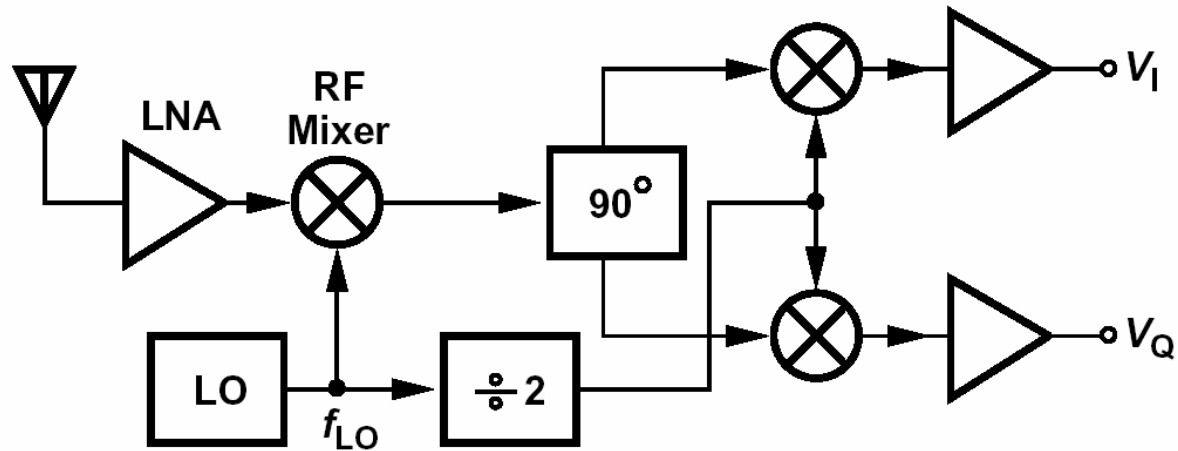 LNA
RF
Mixer
90°
LO
f_LO
÷2
V_I
V_Q